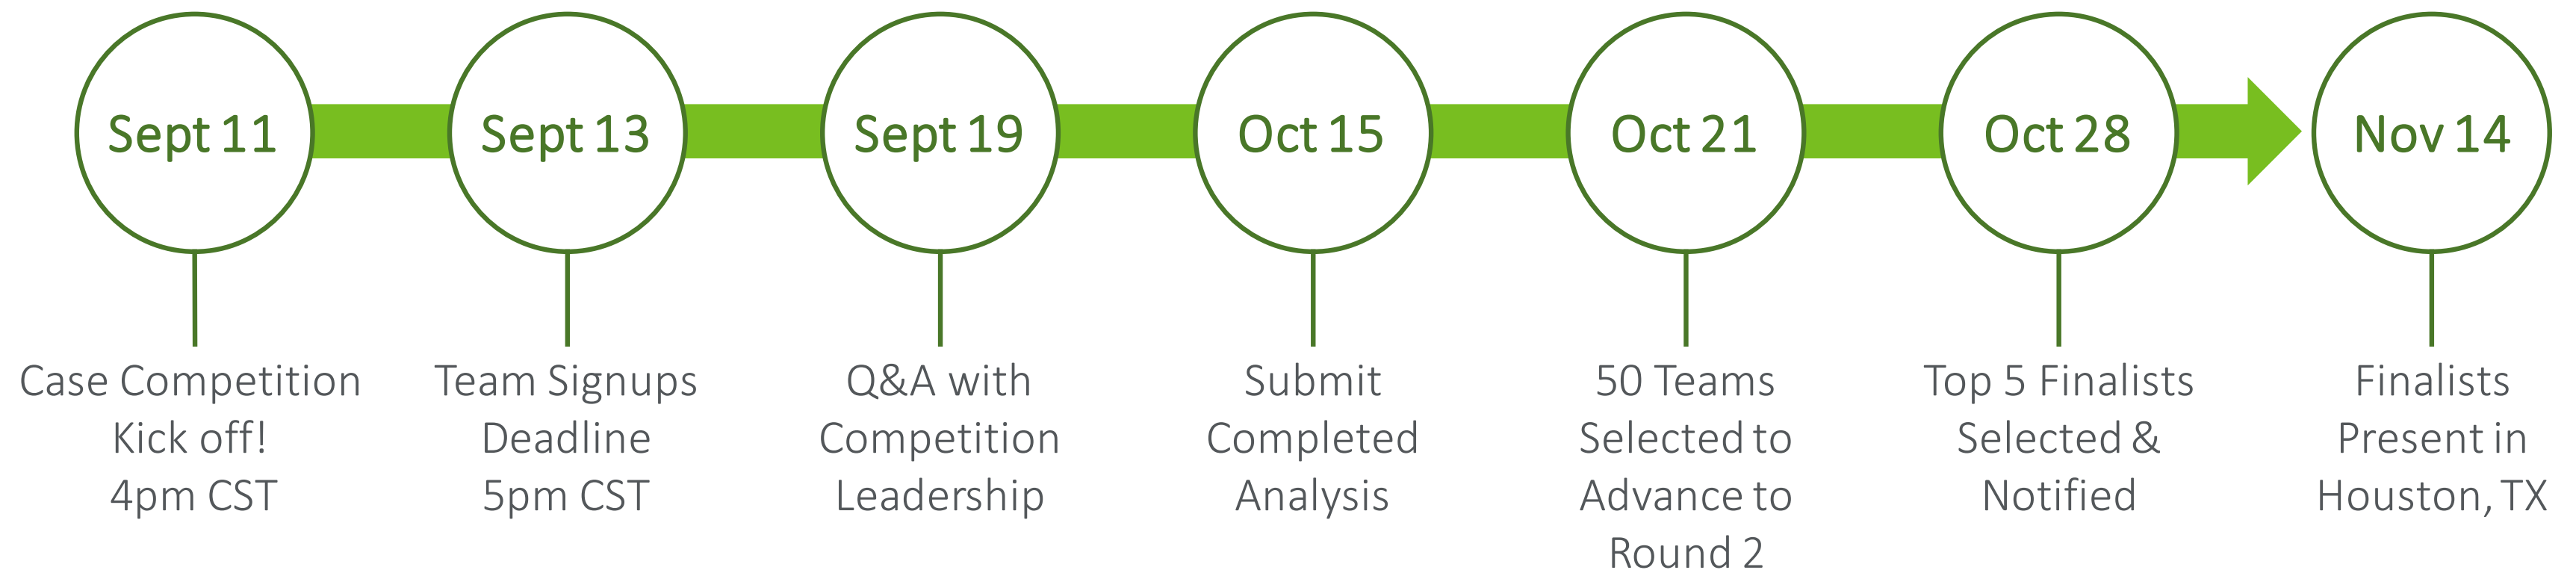 Sept 11
Case Competition
Kick off!
4pm CST
Sept 13
Team Signups
Deadline
5pm CST
Sept 19
Q&A with
Competition
Leadership
Oct 15
Submit
Completed
Analysis
Oct 21
50 Teams
Selected to
Advance to
Round 2
Oct 28
Top 5 Finalists
Selected &
Notified
Nov 14
Finalists
Present in
Houston, TX